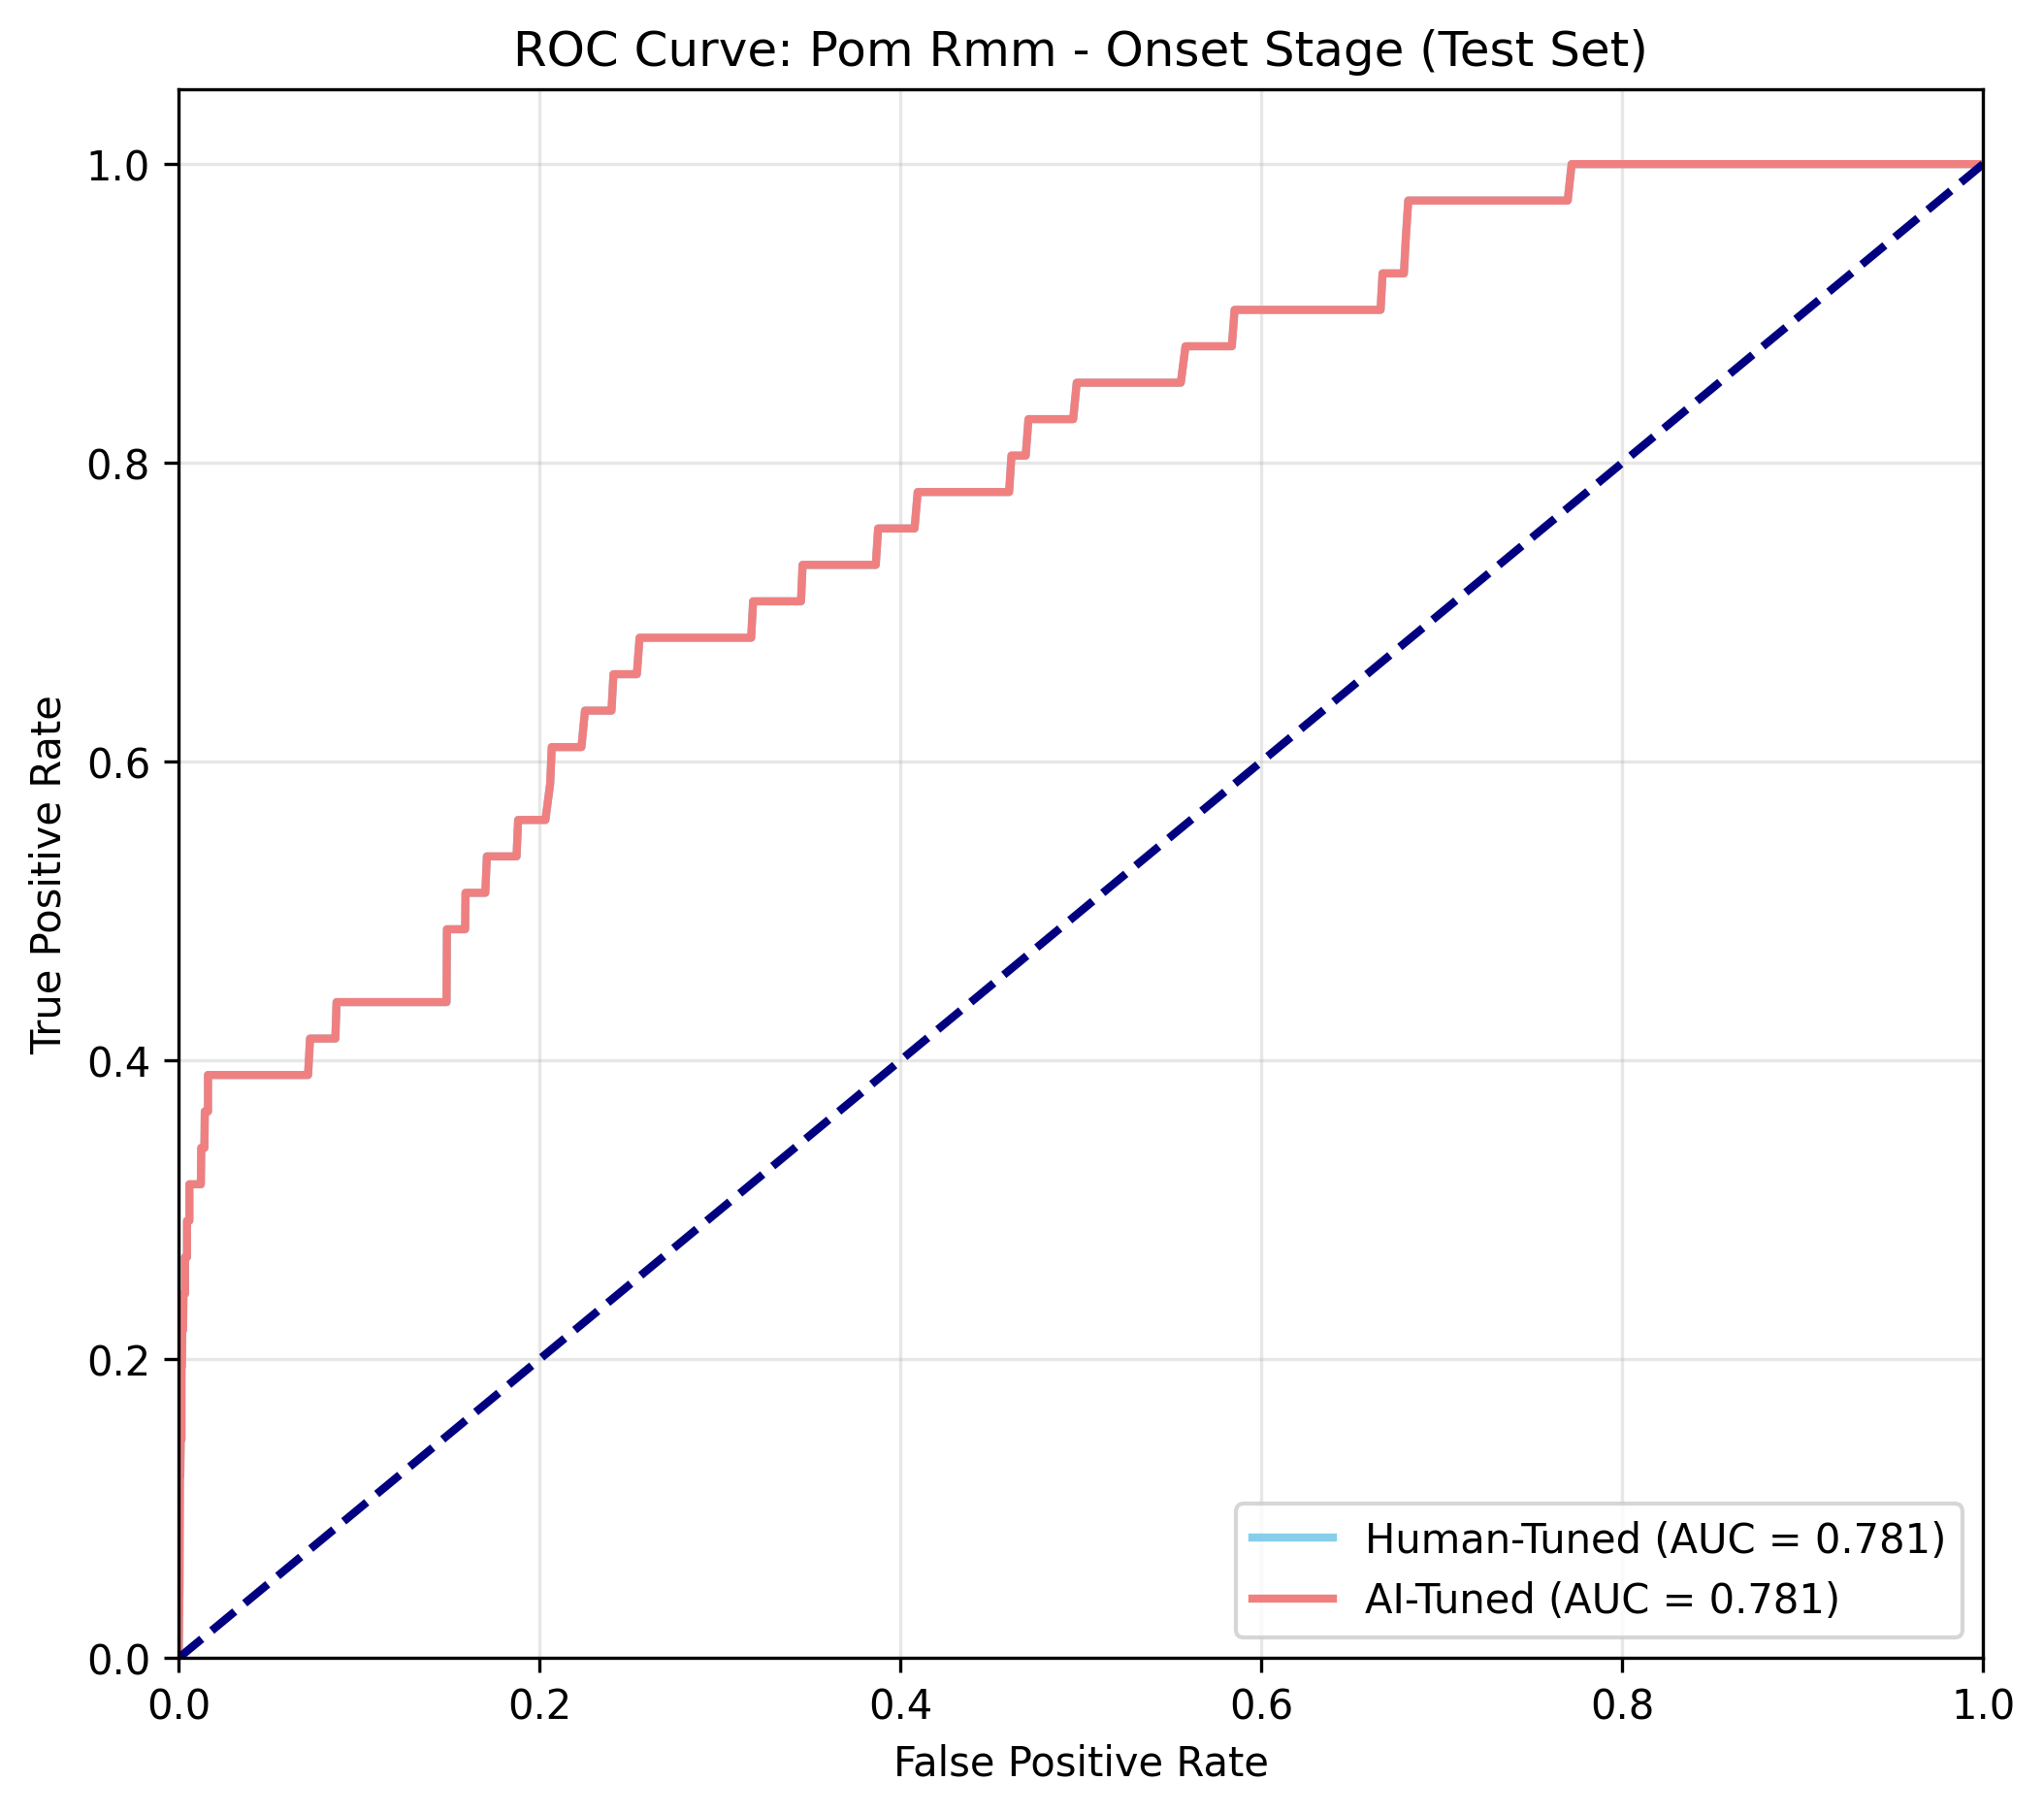 ROC Curve: Pom Rmm - Onset Stage (Test Set)
True Positive Rate
1.0
0.8
0.6
0.4
0.2
0.0
0.0 0.2 0.4 0.6 0.8 1.0
False Positive Rate
Human-Tuned (AUC = 0.781)
AI-Tuned (AUC = 0.781)